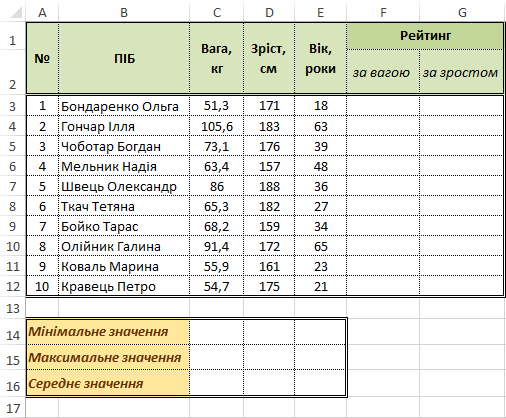 A B C D E F G
1 № ПІБ Вага, кг Зріст, см Вік, роки Рейтинг
2 за вагою за зростом
3 1 Бондаренко Ольга 51,3 171 18
4 2 Гончар Ілля 105,6 183 63
5 3 Чоботар Богдан 73,1 176 39
6 4 Мельник Надія 63,4 157 48
7 5 Швець Олександр 86 188 36
8 6 Ткач Тетяна 65,3 182 27
9 7 Бойко Тарас 68,2 159 34
10 8 Олійник Галина 91,4 172 65
11 9 Коваль Марина 55,9 161 23
12 10 Кравець Петро 54,7 175 21
13
14 Мінімальне значення
15 Максимальне значення
16 Середнє значення
17